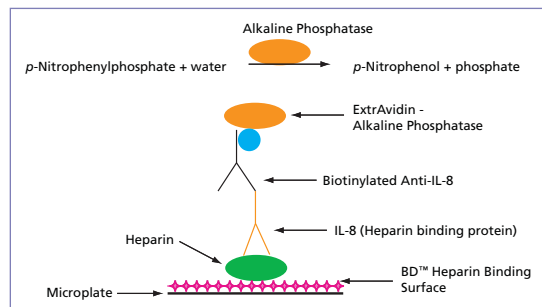 Alkaline Phosphatase
p-Nitrophenylphosphate + water
p-Nitrophenol + phosphate
ExtrAvidin -
Alkaline Phosphatase
Biotinylated Anti-IL-8
IL-8 (Heparin binding protein)
Heparin
BD™ Heparin Binding
Surface
Microplate